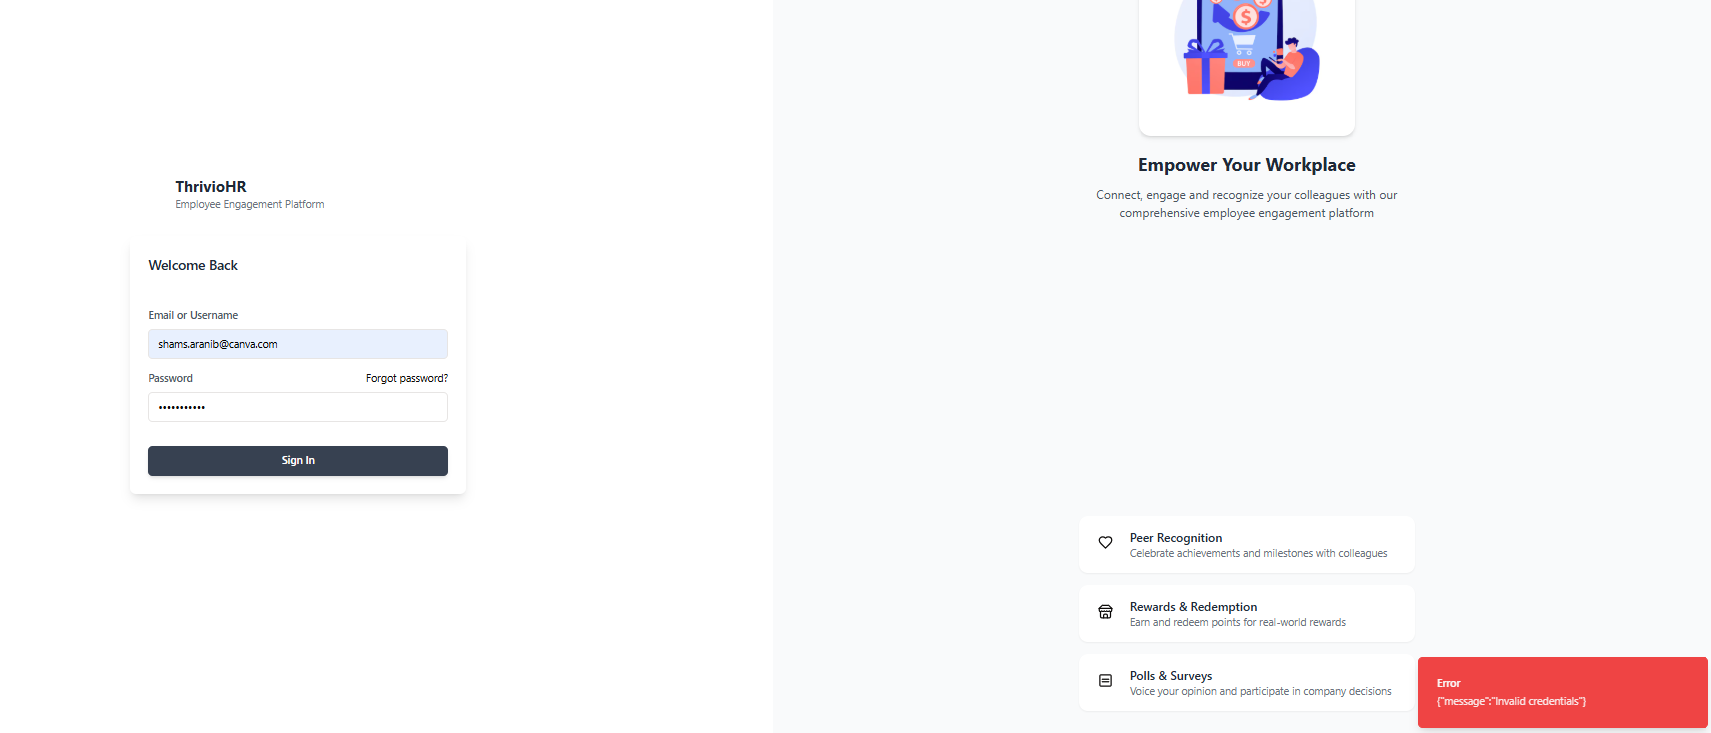 ThrivioHR
Employee Engagement Platform
Welcome Back
Email or Username
shams.aranib@canva.com
Password
Forgot password?
•••••••••••
Sign In
BUY
Empower Your Workplace
Connect, engage and recognize your colleagues with our
comprehensive employee engagement platform
Peer Recognition
Celebrate achievements and milestones with colleagues
Rewards & Redemption
Earn and redeem points for real-world rewards
Polls & Surveys
Voice your opinion and participate in company decisions
Error
{"message":"Invalid credentials"}